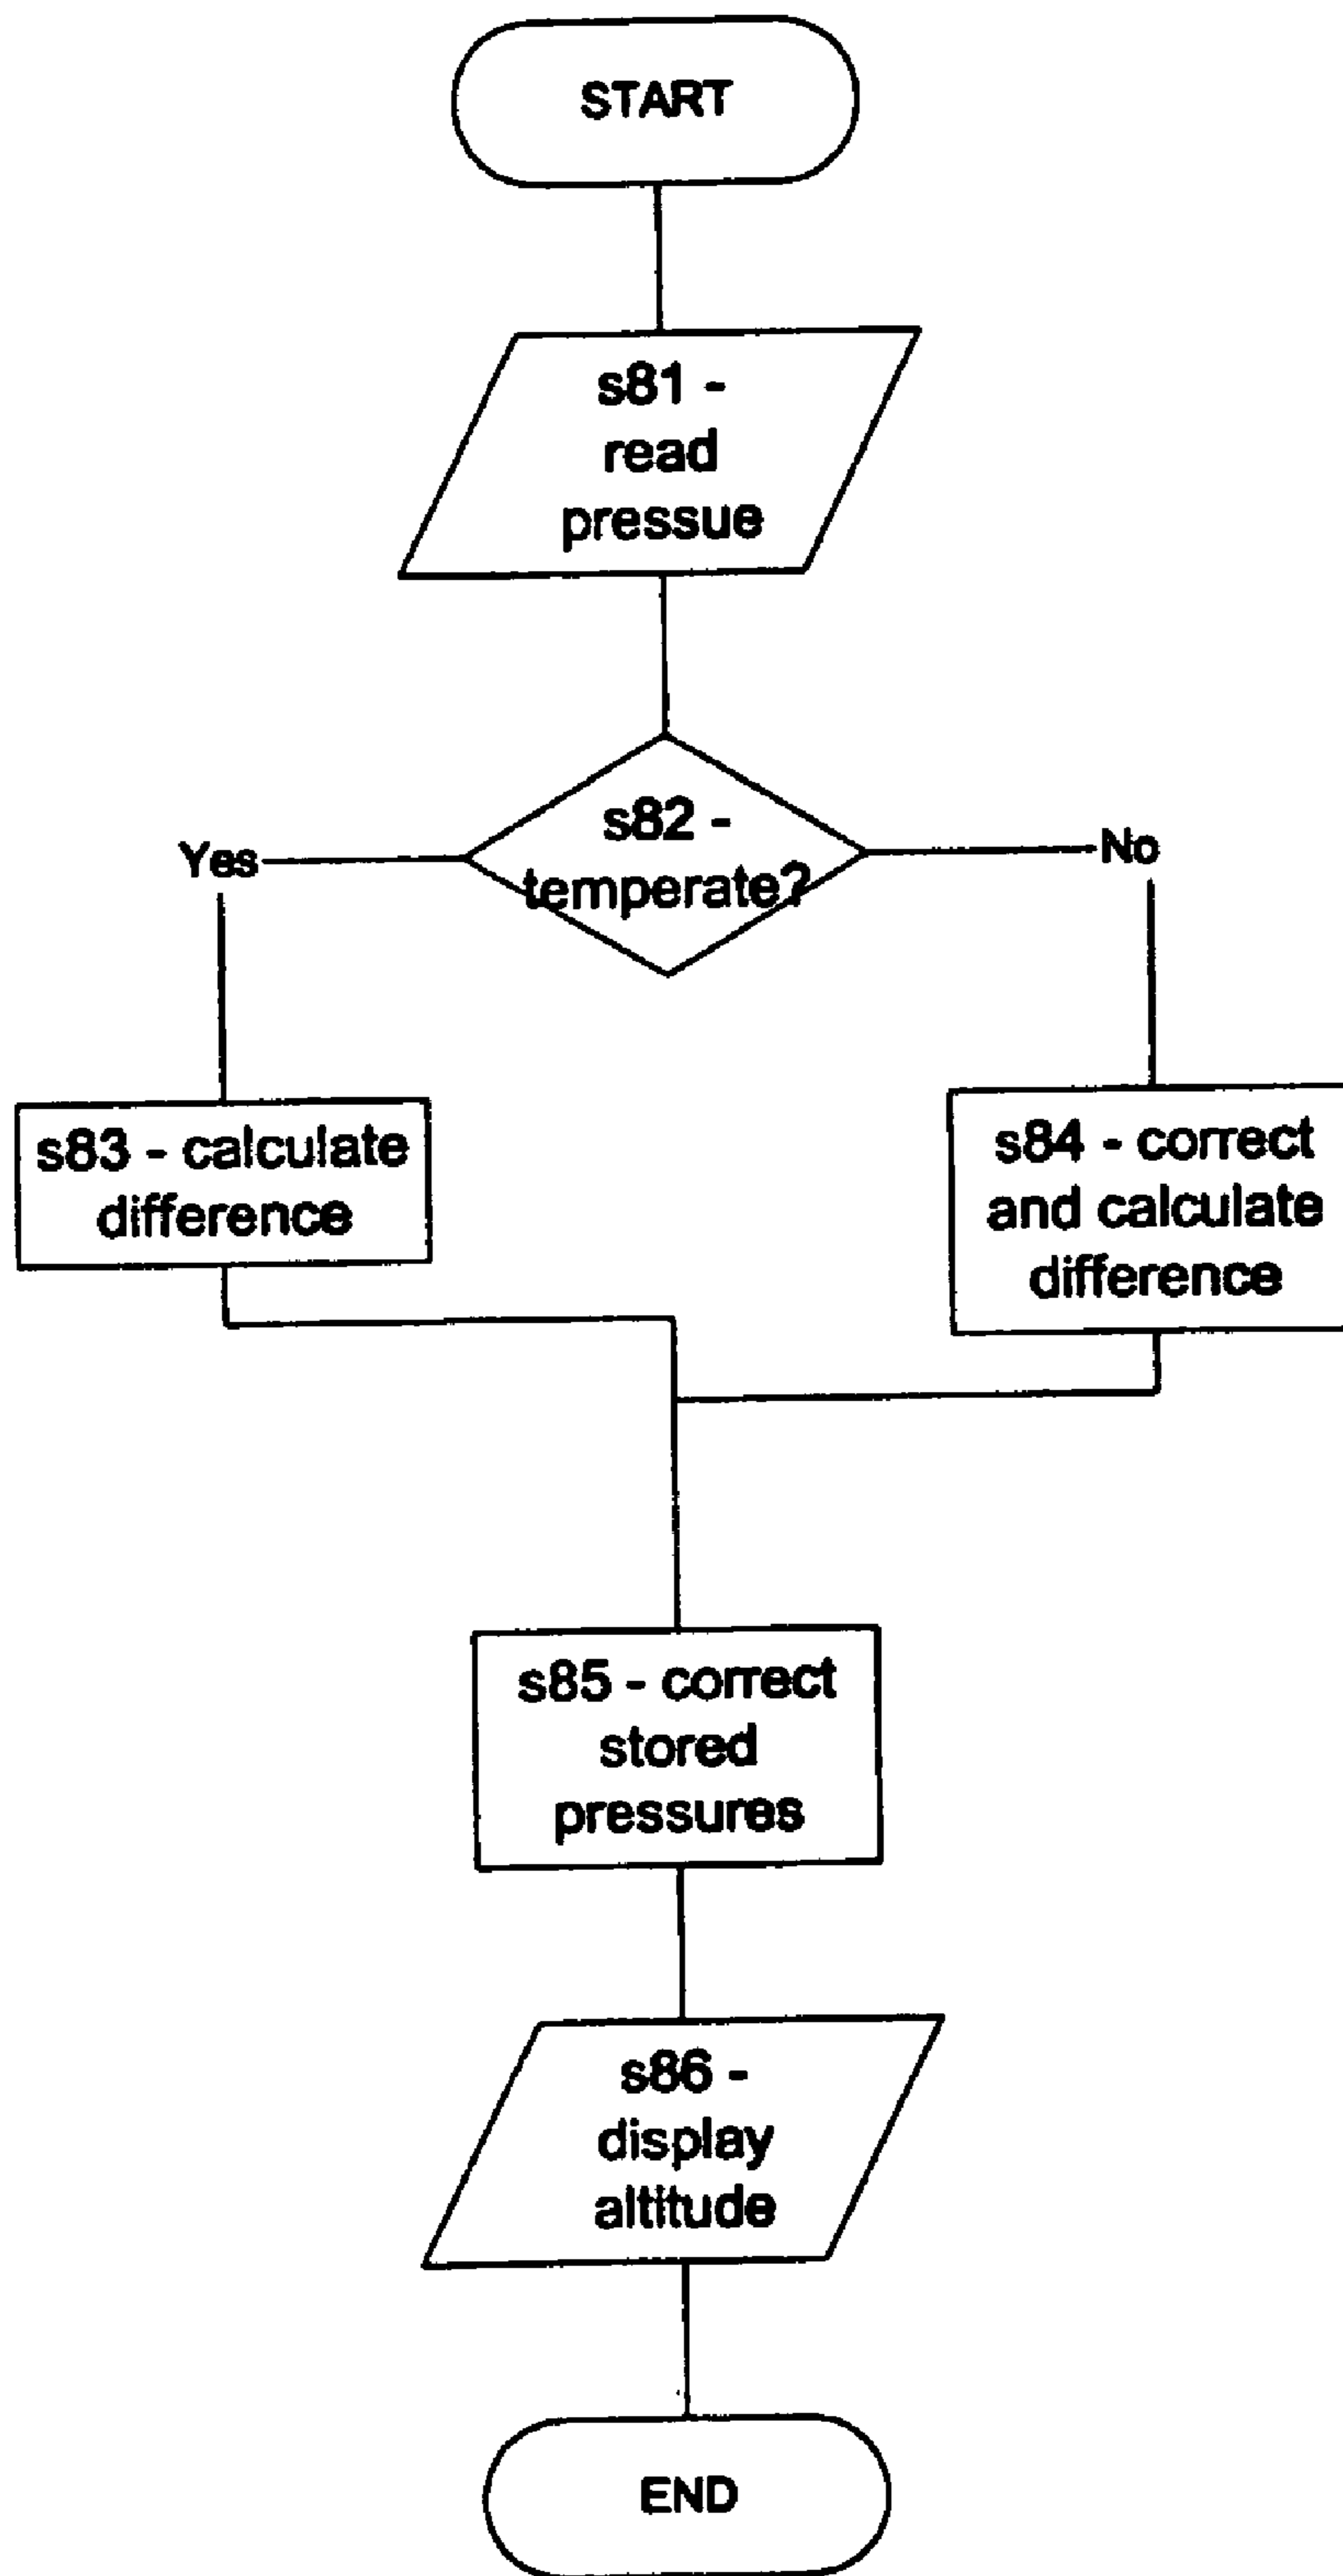 START
s81 -
read
pressue
s82 -
temperate?
Yes
No
s83 - calculate
difference
s84 - correct
and calculate
difference
s85 - correct
stored
pressures
s86 -
display
altitude
END